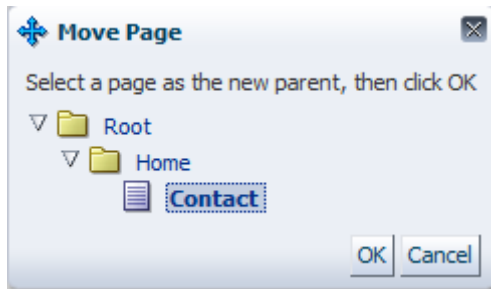 Move Page
Select a page as the new parent, then click OK
Root
Home
Contact
OK Cancel